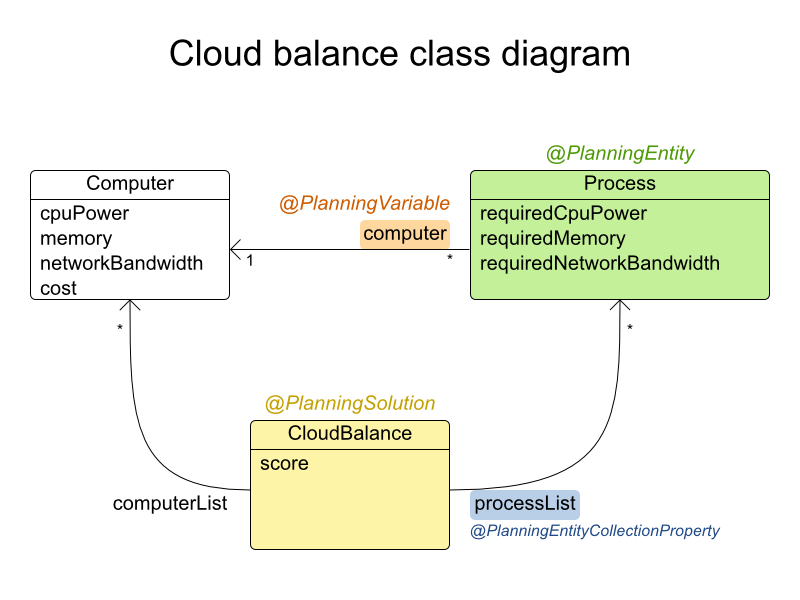 Cloud balance class diagram
@PlanningEntity
Computer
cpuPower
memory
networkBandwidth
cost
@PlanningVariable
computer
1
*
Process
requiredCpuPower
requiredMemory
requiredNetworkBandwidth
*
*
@PlanningSolution
CloudBalance
score
computerList
processList
@PlanningEntityCollectionProperty